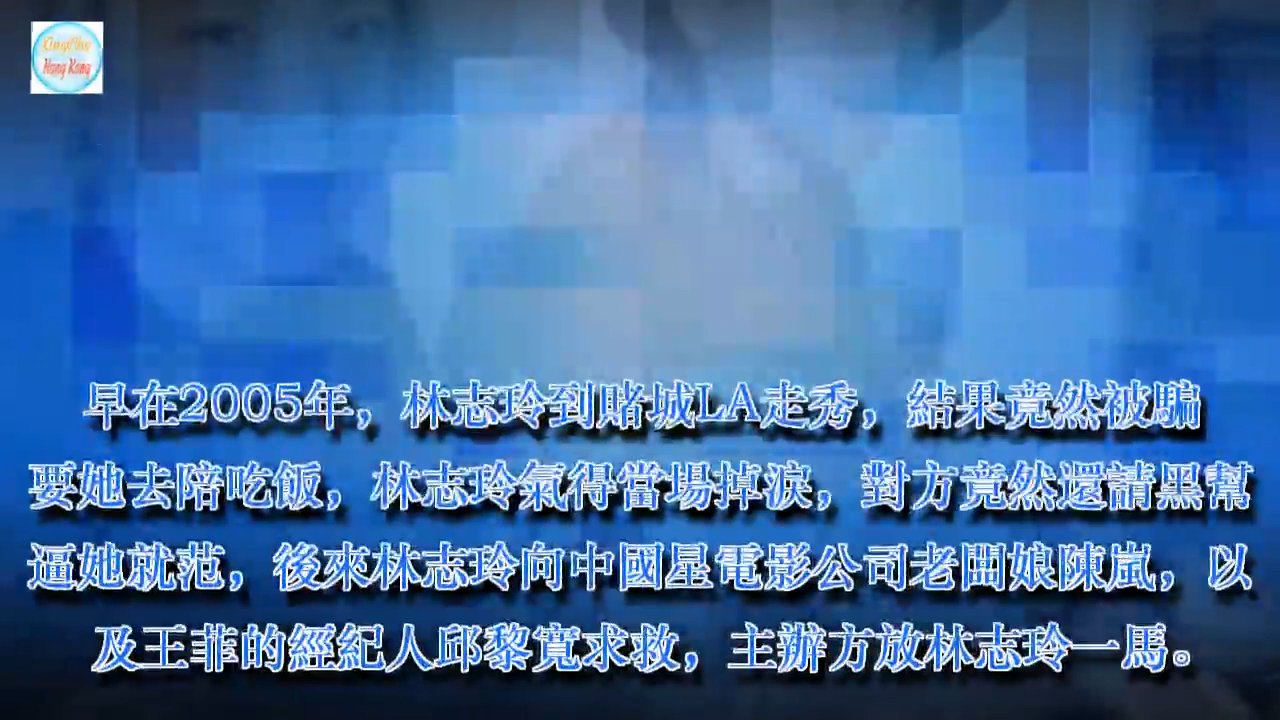 Hong Kong
早在2005年，林志玲到賭城LA走秀，結果竟然被騙
要她去陪吃飯，林志玲氣得當場掉淚，對方竟然還請黑幫
逼她就范，後來林志玲向中國星電影公司老闆娘陳嵐，以
及王菲的經紀人邱黎寬求救，主辦方放林志玲一馬。